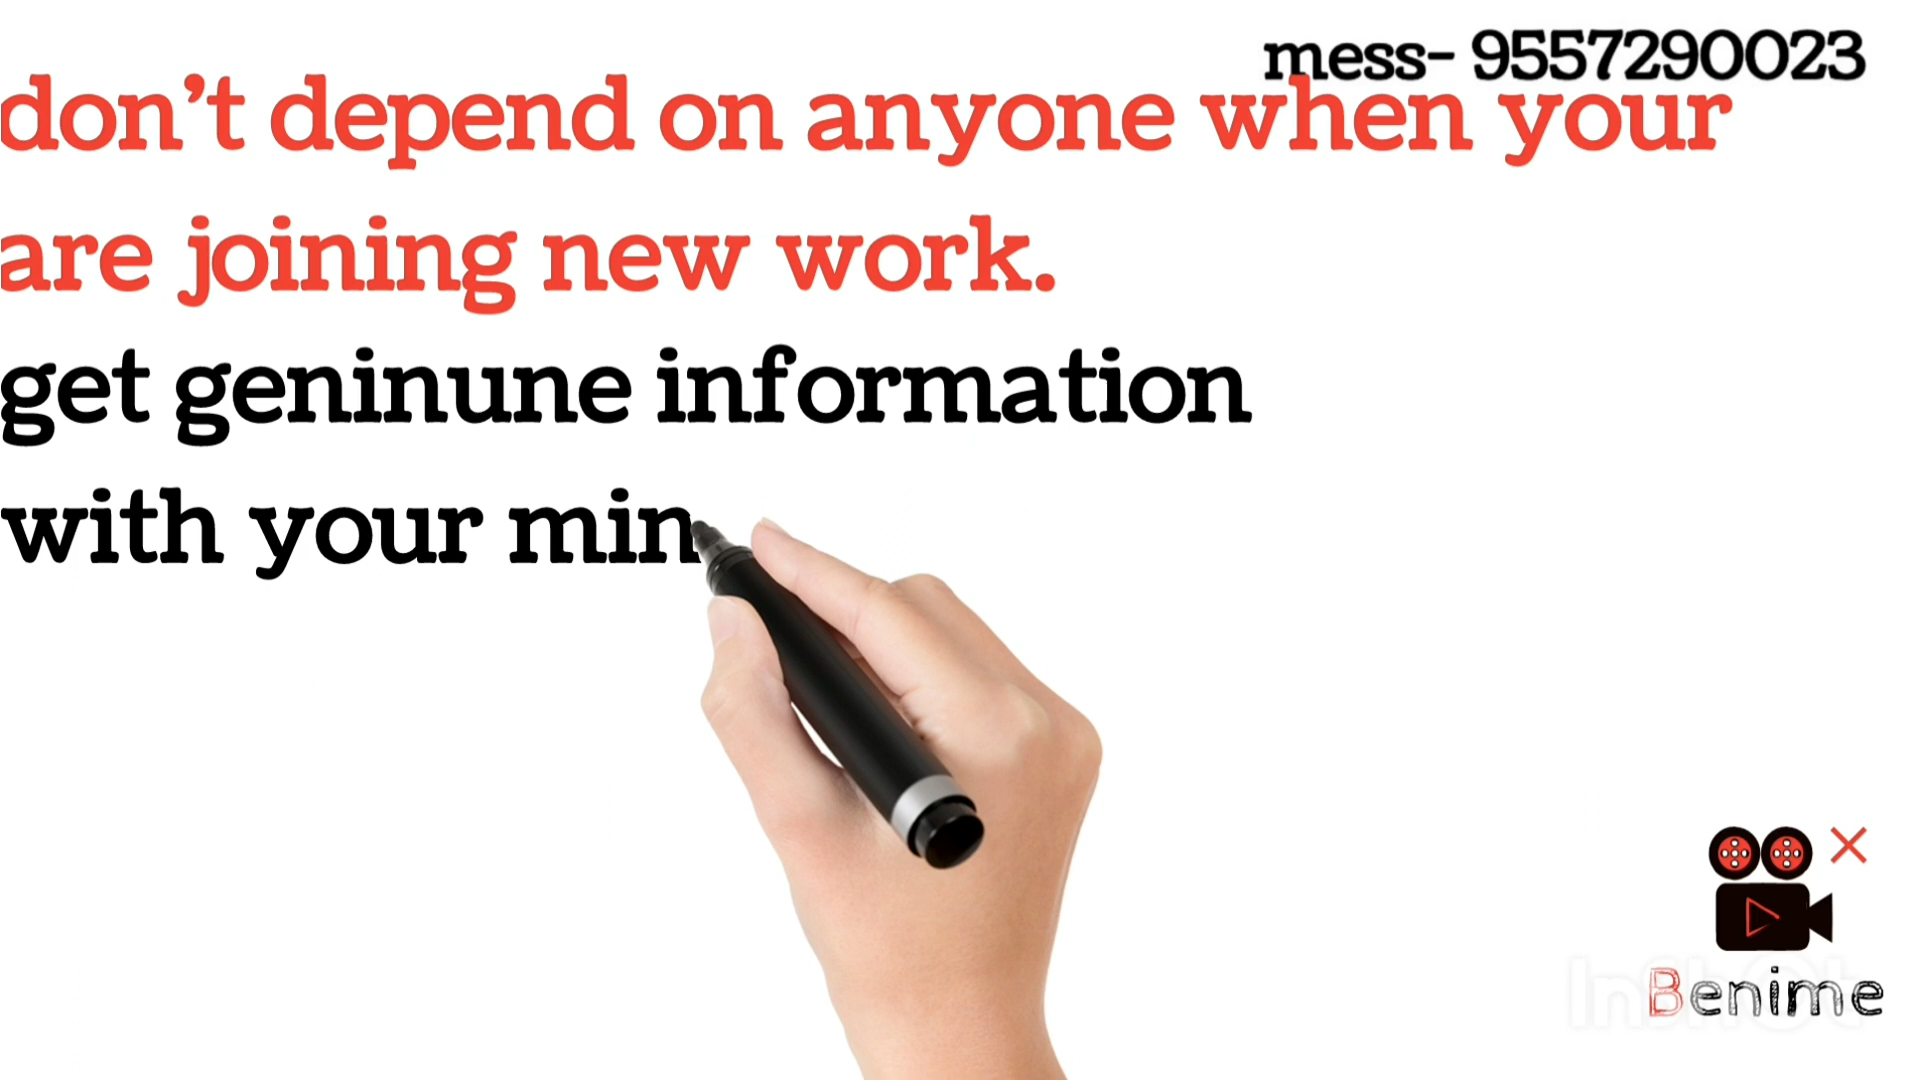 mess- 9557290023
don't depend on anyone when your
are joining new work.
get geninune information
with your min
InShOt
Benime